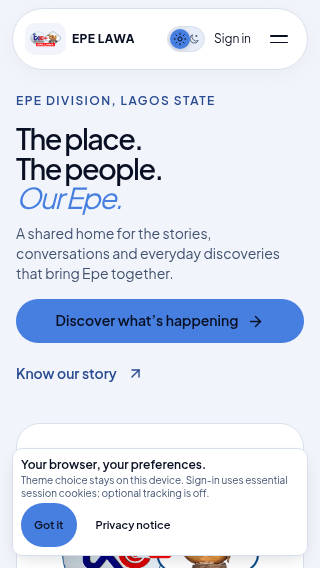 EPE LAWA
Sign in
EPE DIVISION, LAGOS STATE
The place.
The people.
Our Epe.
A shared home for the stories,
conversations and everyday discoveries
that bring Epe together.
Discover what’s happening
Know our story
Your browser, your preferences.
Theme choice stays on this device. Sign-in uses essential
session cookies; optional tracking is off.
Got it
Privacy notice